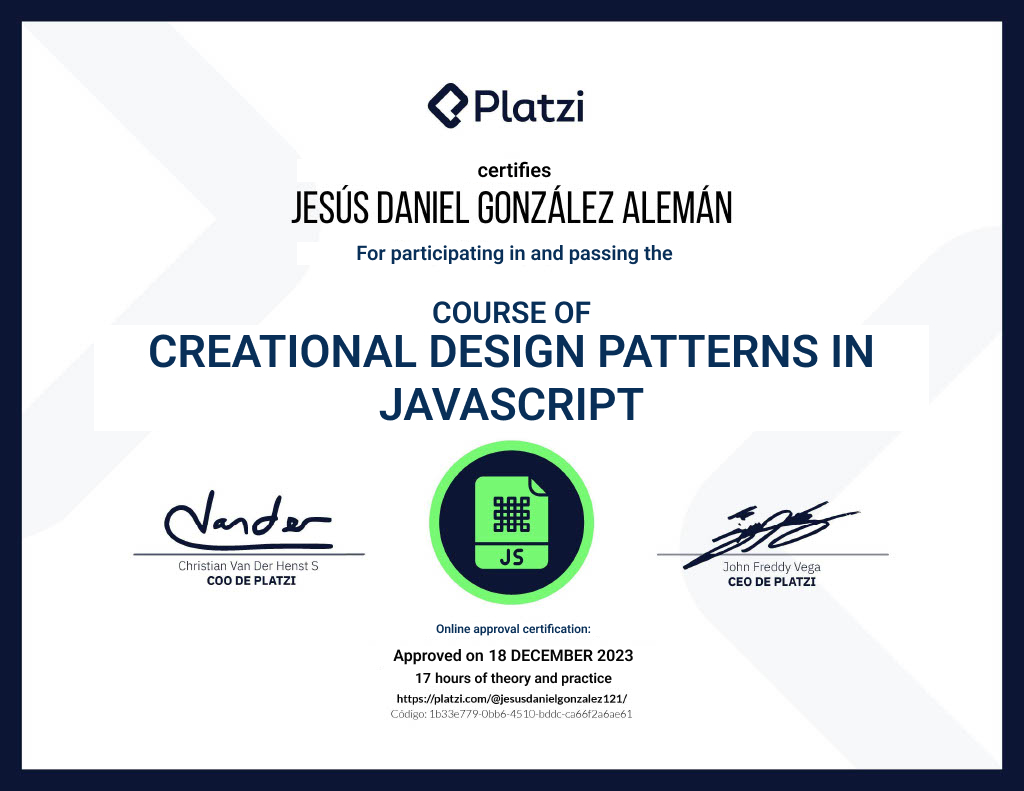 Platzi
certifies
JESÚS DANIEL GONZÁLEZ ALEMÁN
For participating in and passing the
COURSE OF
CREATIONAL DESIGN PATTERNS IN
JAVASCRIPT
JS
Vander
Christian Van Der Henst S
COO DE PLATZI
John Freddy Vega
CEO DE PLATZI
Online approval certification:
Approved on 18 DECEMBER 2023
17 hours of theory and practice
https://platzi.com/@jesusdanielgonzalez121/
Código: 1b33e779-0bb6-4510-bddc-ca66f2a6ae61